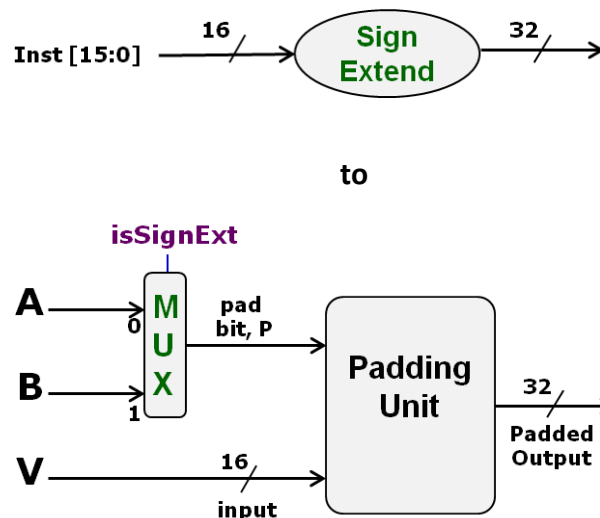 16
32
Inst [15:0]
Sign
Extend
to
isSignExt
A
0
B
1
M
U
X
pad
bit, P
Padding
Unit
32
Padded
Output
V
16
input